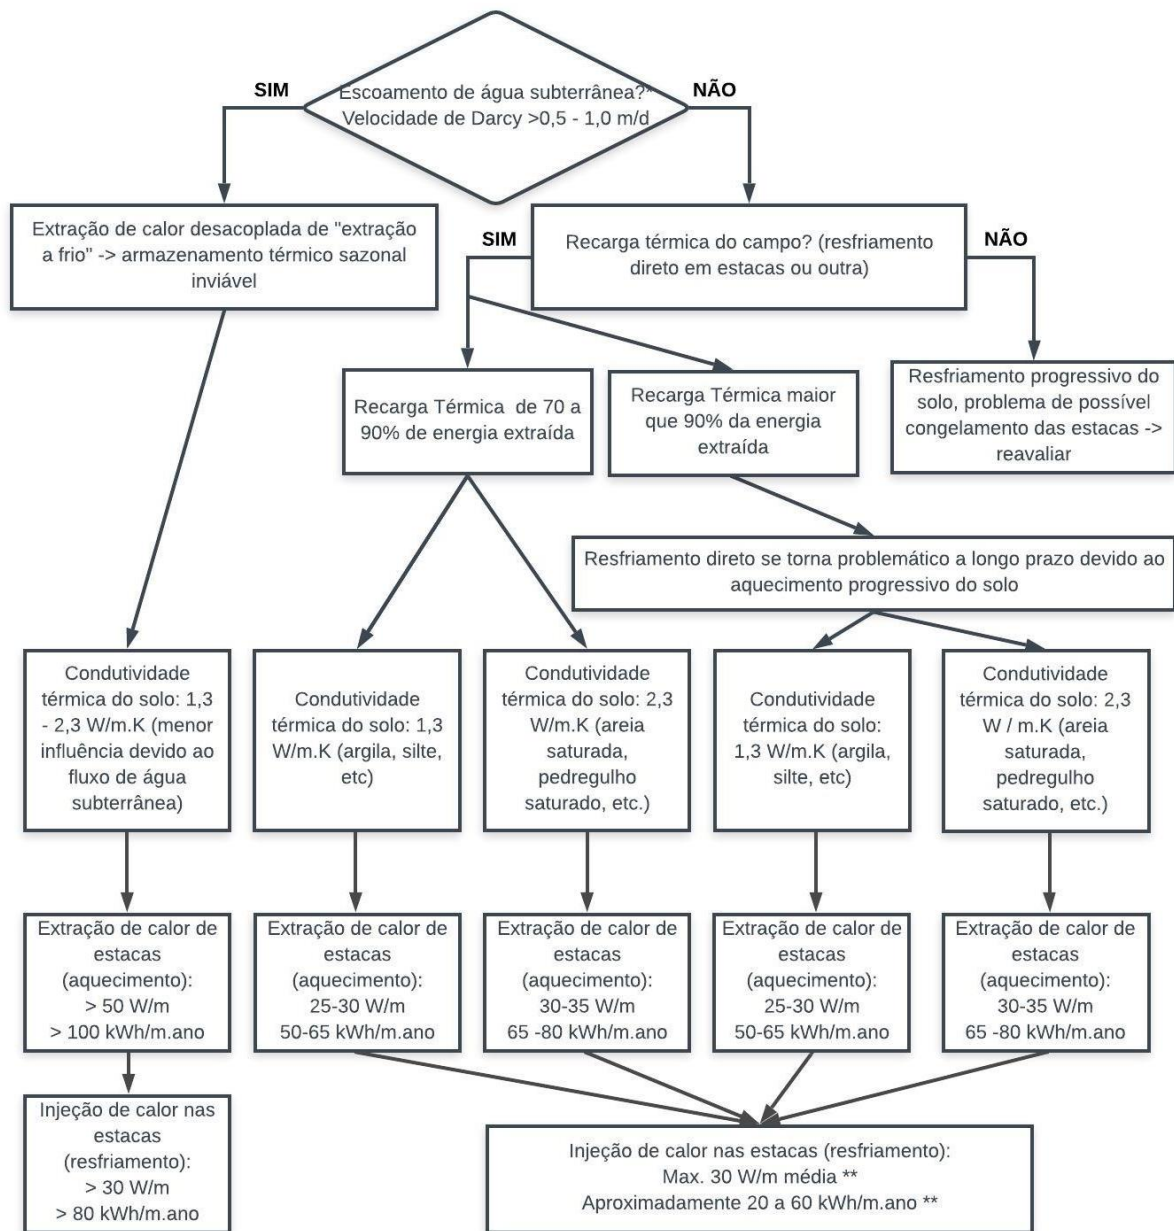 Escoamento de água subterrânea?*
Velocidade de Darcy >0,5 - 1,0 m/d
SIM
NÃO
Extração de calor desacoplada de "extração
a frio" -> armazenamento térmico sazonal
inviável
Recarga térmica do campo? (resfriamento
direto em estacas ou outra)
SIM
NÃO
Recarga Térmica de 70 a
90% de energia extraída
Recarga Térmica maior
que 90% da energia
extraída
Resfriamento progressivo do
solo, problema de possível
congelamento das estacas ->
reavaliar
Resfriamento direto se torna problemático a longo prazo devido ao
aquecimento progressivo do solo
Condutividade
térmica do solo: 1,3
- 2,3 W/m.K (menor
influência devido ao
fluxo de água
subterrânea)
Condutividade
térmica do solo: 1,3
W/m.K (argila, silte,
etc)
Condutividade
térmica do solo: 2,3
W/m.K (areia
saturada,
pedregulho
saturado, etc.)
Condutividade
térmica do solo:
1,3 W/m.K (argila,
silte, etc)
Condutividade
térmica do solo: 2,3
W / m.K (areia
saturada,
pedregulho
saturado, etc.)
Extração de calor de
estacas
(aquecimento):
> 50 W/m
> 100 kWh/m.ano
Extração de calor de
estacas
(aquecimento):
25-30 W/m
50-65 kWh/m.ano
Extração de calor de
estacas
(aquecimento):
30-35 W/m
65 -80 kWh/m.ano
Extração de calor de
estacas
(aquecimento):
25-30 W/m
50-65 kWh/m.ano
Extração de calor de
estacas
(aquecimento):
30-35 W/m
65 -80 kWh/m.ano
Injeção de calor nas
estacas
(resfriamento):
> 30 W/m
> 80 kWh/m.ano
Injeção de calor nas estacas (resfriamento):
Max. 30 W/m média **
Aproximadamente 20 a 60 kWh/m.ano **